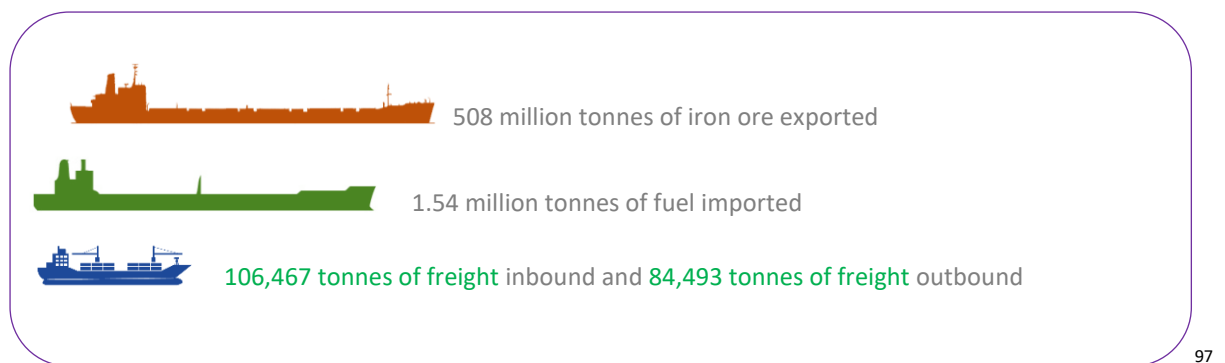 508 million tonnes of iron ore exported
1.54 million tonnes of fuel imported
106,467 tonnes of freight inbound and 84,493 tonnes of freight outbound
97